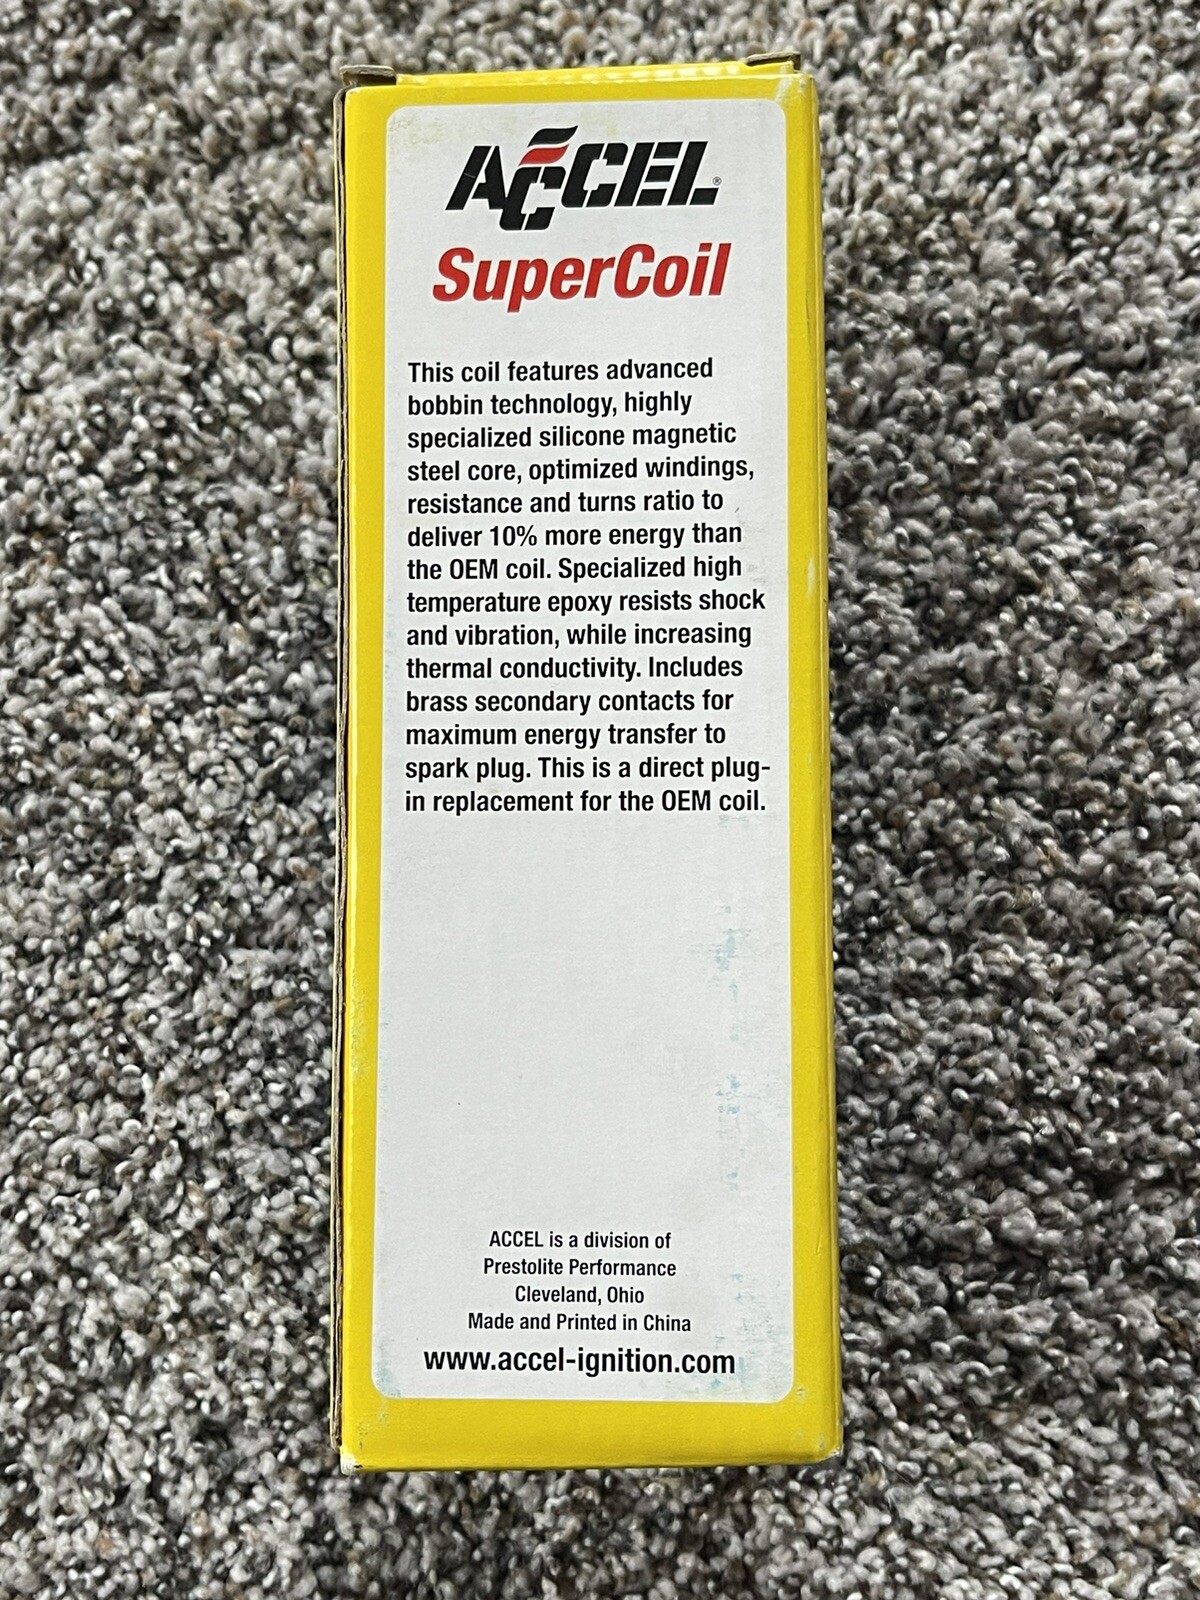 ACCEL®
SuperCoil
This coil features advanced
bobbin technology, highly
specialized silicone magnetic
steel core, optimized windings,
resistance and turns ratio to
deliver 10% more energy than
the OEM coil. Specialized high
temperature epoxy resists shock
and vibration, while increasing
thermal conductivity. Includes
brass secondary contacts for
maximum energy transfer to
spark plug. This is a direct plug-
in replacement for the OEM coil.
ACCEL is a division of
Prestolite Performance
Cleveland, Ohio
Made and Printed in China
www.accel-ignition.com